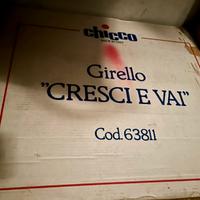 chicco
Girello
"CRESCI E VAI"
Cod. 63811